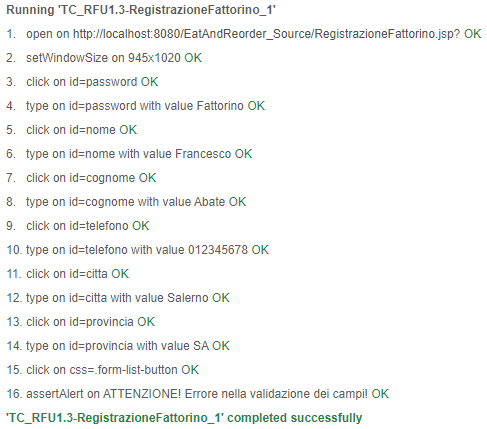 Running 'TC_RFU1.3-RegistrazioneFattorino_1'
1. open on http://localhost:8080/EatAndReorder_Source/RegistrazioneFattorino.jsp? OK
2. setWindowSize on 945x1020 OK
3. click on id=password OK
4. type on id=password with value Fattorino OK
5. click on id=nome OK
6. type on id=nome with value Francesco OK
7. click on id=cognome OK
8. type on id=cognome with value Abate OK
9. click on id=telefono OK
10. type on id=telefono with value 012345678 OK
11. click on id=citta OK
12. type on id=citta with value Salerno OK
13. click on id=provincia OK
14. type on id=provincia with value SA OK
15. click on css=.form-list-button OK
16. assertAlert on ATTENZIONE! Errore nella validazione dei campi! OK
'TC_RFU1.3-RegistrazioneFattorino_1' completed successfully